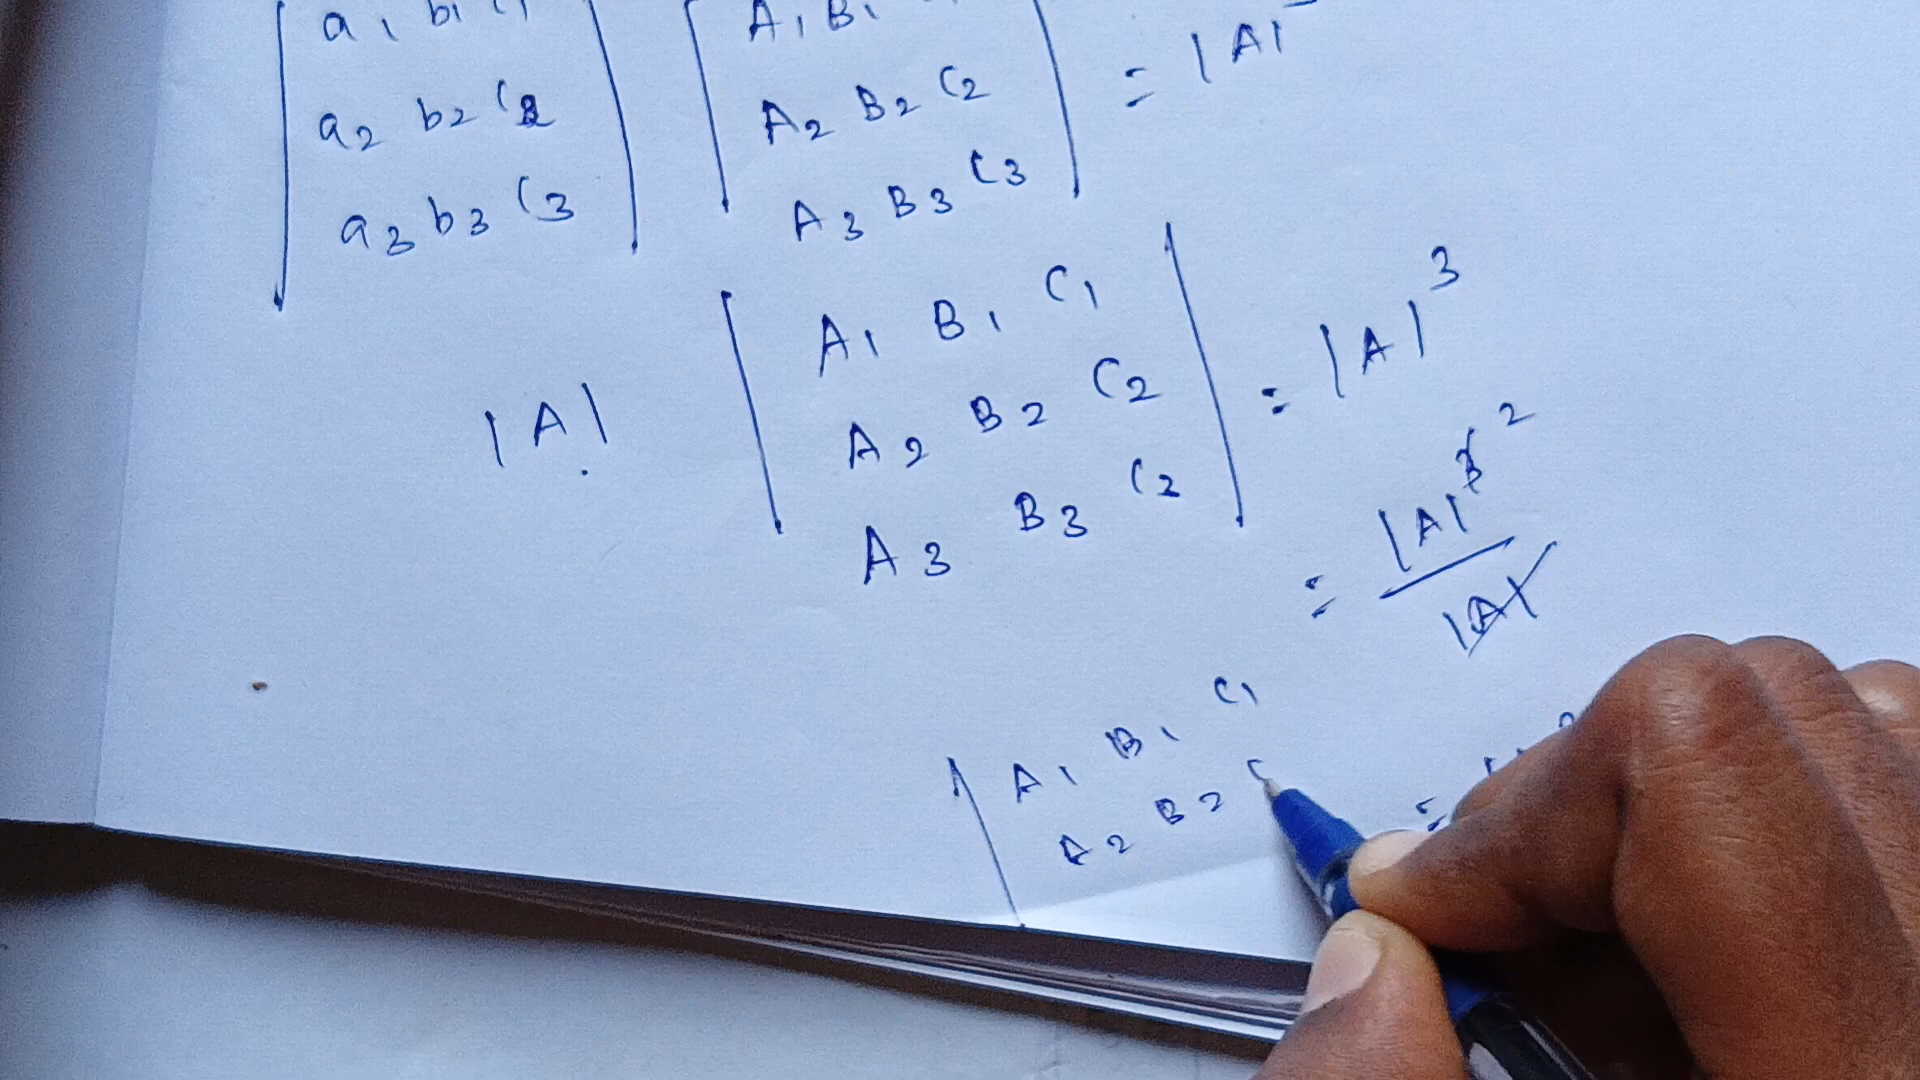 a1 b1 c1 A1 B1
a2 b2 c2 A2 B2 C2 = |A|
a3 b3 c3 A3 B3 C3
A1 B1 C1
|A| A2 B2 C2 = |A|³
A3 B3 C2
= |A|³ ² / |A|
A1 B1 C1
A2 B2 C =